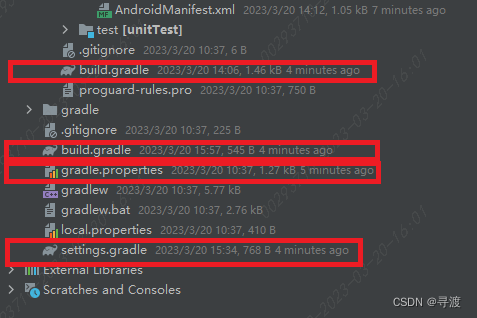 AndroidManifest.xml 2023/3/20 14:12, 1.05 kB 7 minutes ago
test [unitTest]
.gitignore 2023/3/20 10:37, 6 B
build.gradle 2023/3/20 14:06, 1.46 kB 4 minutes ago
proguard-rules.pro 2023/3/20 10:37, 750 B
gradle
.gitignore 2023/3/20 10:37, 225 B
build.gradle 2023/3/20 15:57, 545 B 4 minutes ago
gradle.properties 2023/3/20 10:37, 1.27 kB 5 minutes ago
gradlew 2023/3/20 10:37, 5.77 kB
gradlew.bat 2023/3/20 10:37, 2.76 kB
local.properties 2023/3/20 10:37, 410 B
settings.gradle 2023/3/20 15:34, 768 B 4 minutes ago
External Libraries
Scratches and Consoles
CSDN @寻渡